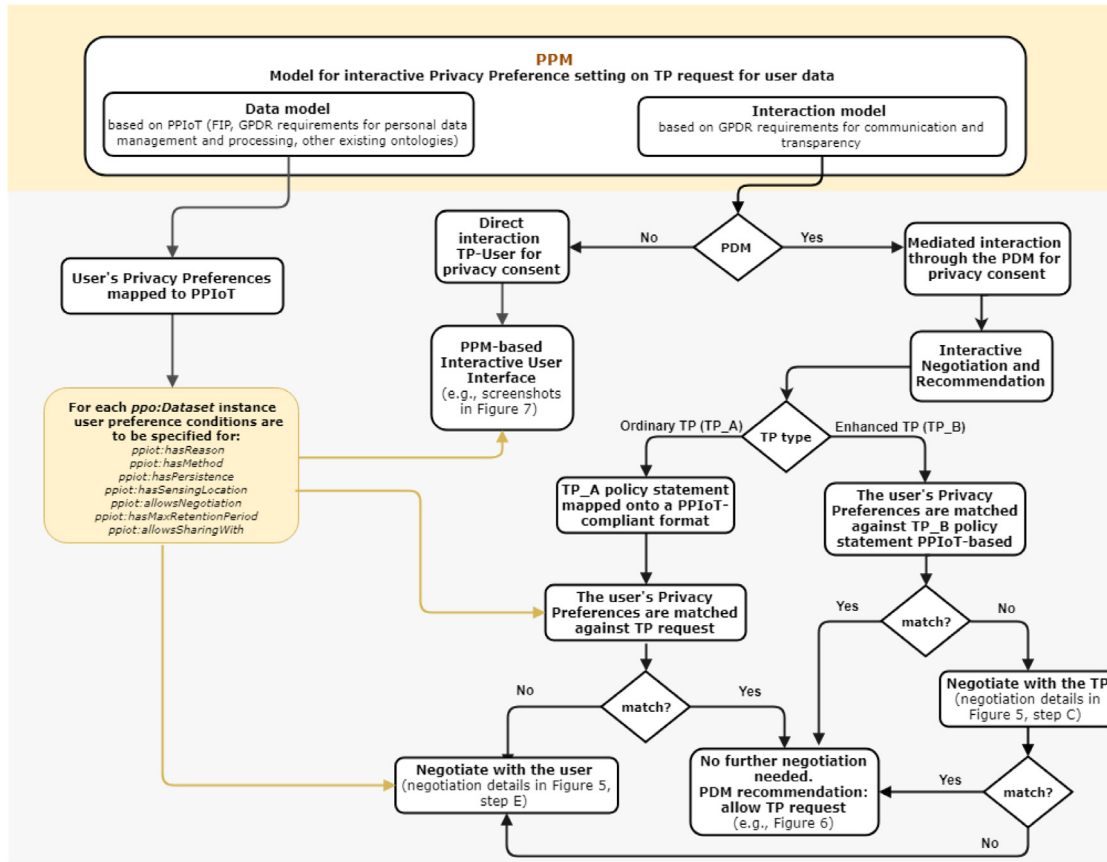 PPM
Model for interactive Privacy Preference setting on TP request for user data
Data model
based on PPIoT (FIP, GPDR requirements for personal data
management and processing, other existing ontologies)
Interaction model
based on GPDR requirements for communication and
transparency
Direct
interaction
TP-User for
privacy consent
No
PDM
Yes
Mediated interaction
through the PDM for
privacy consent
User's Privacy Preferences
mapped to PPIoT
PPM-based
Interactive User
Interface
(e.g., screenshots
in Figure 7)
Interactive
Negotiation and
Recommendation
For each ppo:Dataset instance
user preference conditions are
to be specified for:
ppiot:hasReason
ppiot:hasMethod
ppiot:hasPersistence
ppiot:hasSensingLocation
ppiot:allowsNegotiation
ppiot:hasMaxRetentionPeriod
ppiot:allowsSharingWith
Ordinary TP (TP_A)
TP type
Enhanced TP (TP_B)
TP_A policy statement
mapped onto a PPIoT-
compliant format
The user's Privacy
Preferences are matched
against TP_B policy
statement PPIoT-based
The user's Privacy
Preferences are matched
against TP request
Yes
match?
No
Negotiate with the TP
(negotiation details in
Figure 5, step C)
No
match?
Yes
Negotiate with the user
(negotiation details in Figure 5,
step E)
No further negotiation
needed.
PDM recommendation:
allow TP request
(e.g., Figure 6)
Yes
match?
No